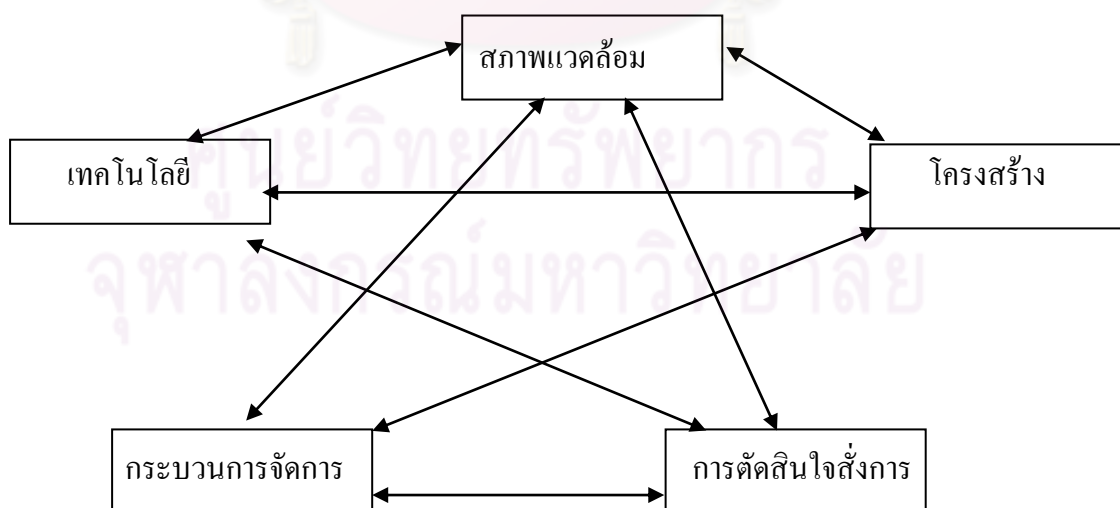 สภาพแวดล้อม
เทคโนโลยี
โครงสร้าง
ศูนย์วิทยทรัพยากร
จุฬาลงกรณ์มหาวิทยาลัย
กระบวนการจัดการ
การตัดสินใจสั่งการ